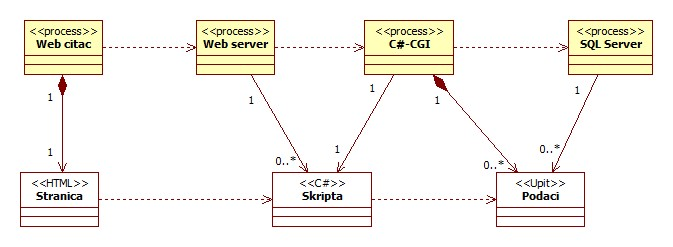 <<process>>
Web citac
<<process>>
Web server
<<process>>
C#-CGI
<<process>>
SQL Server
1
1
1
1
1
1
0..*
1
0..*
0..*
<<HTML>>
Stranica
<<C#>>
Skripta
<<Upit>>
Podaci